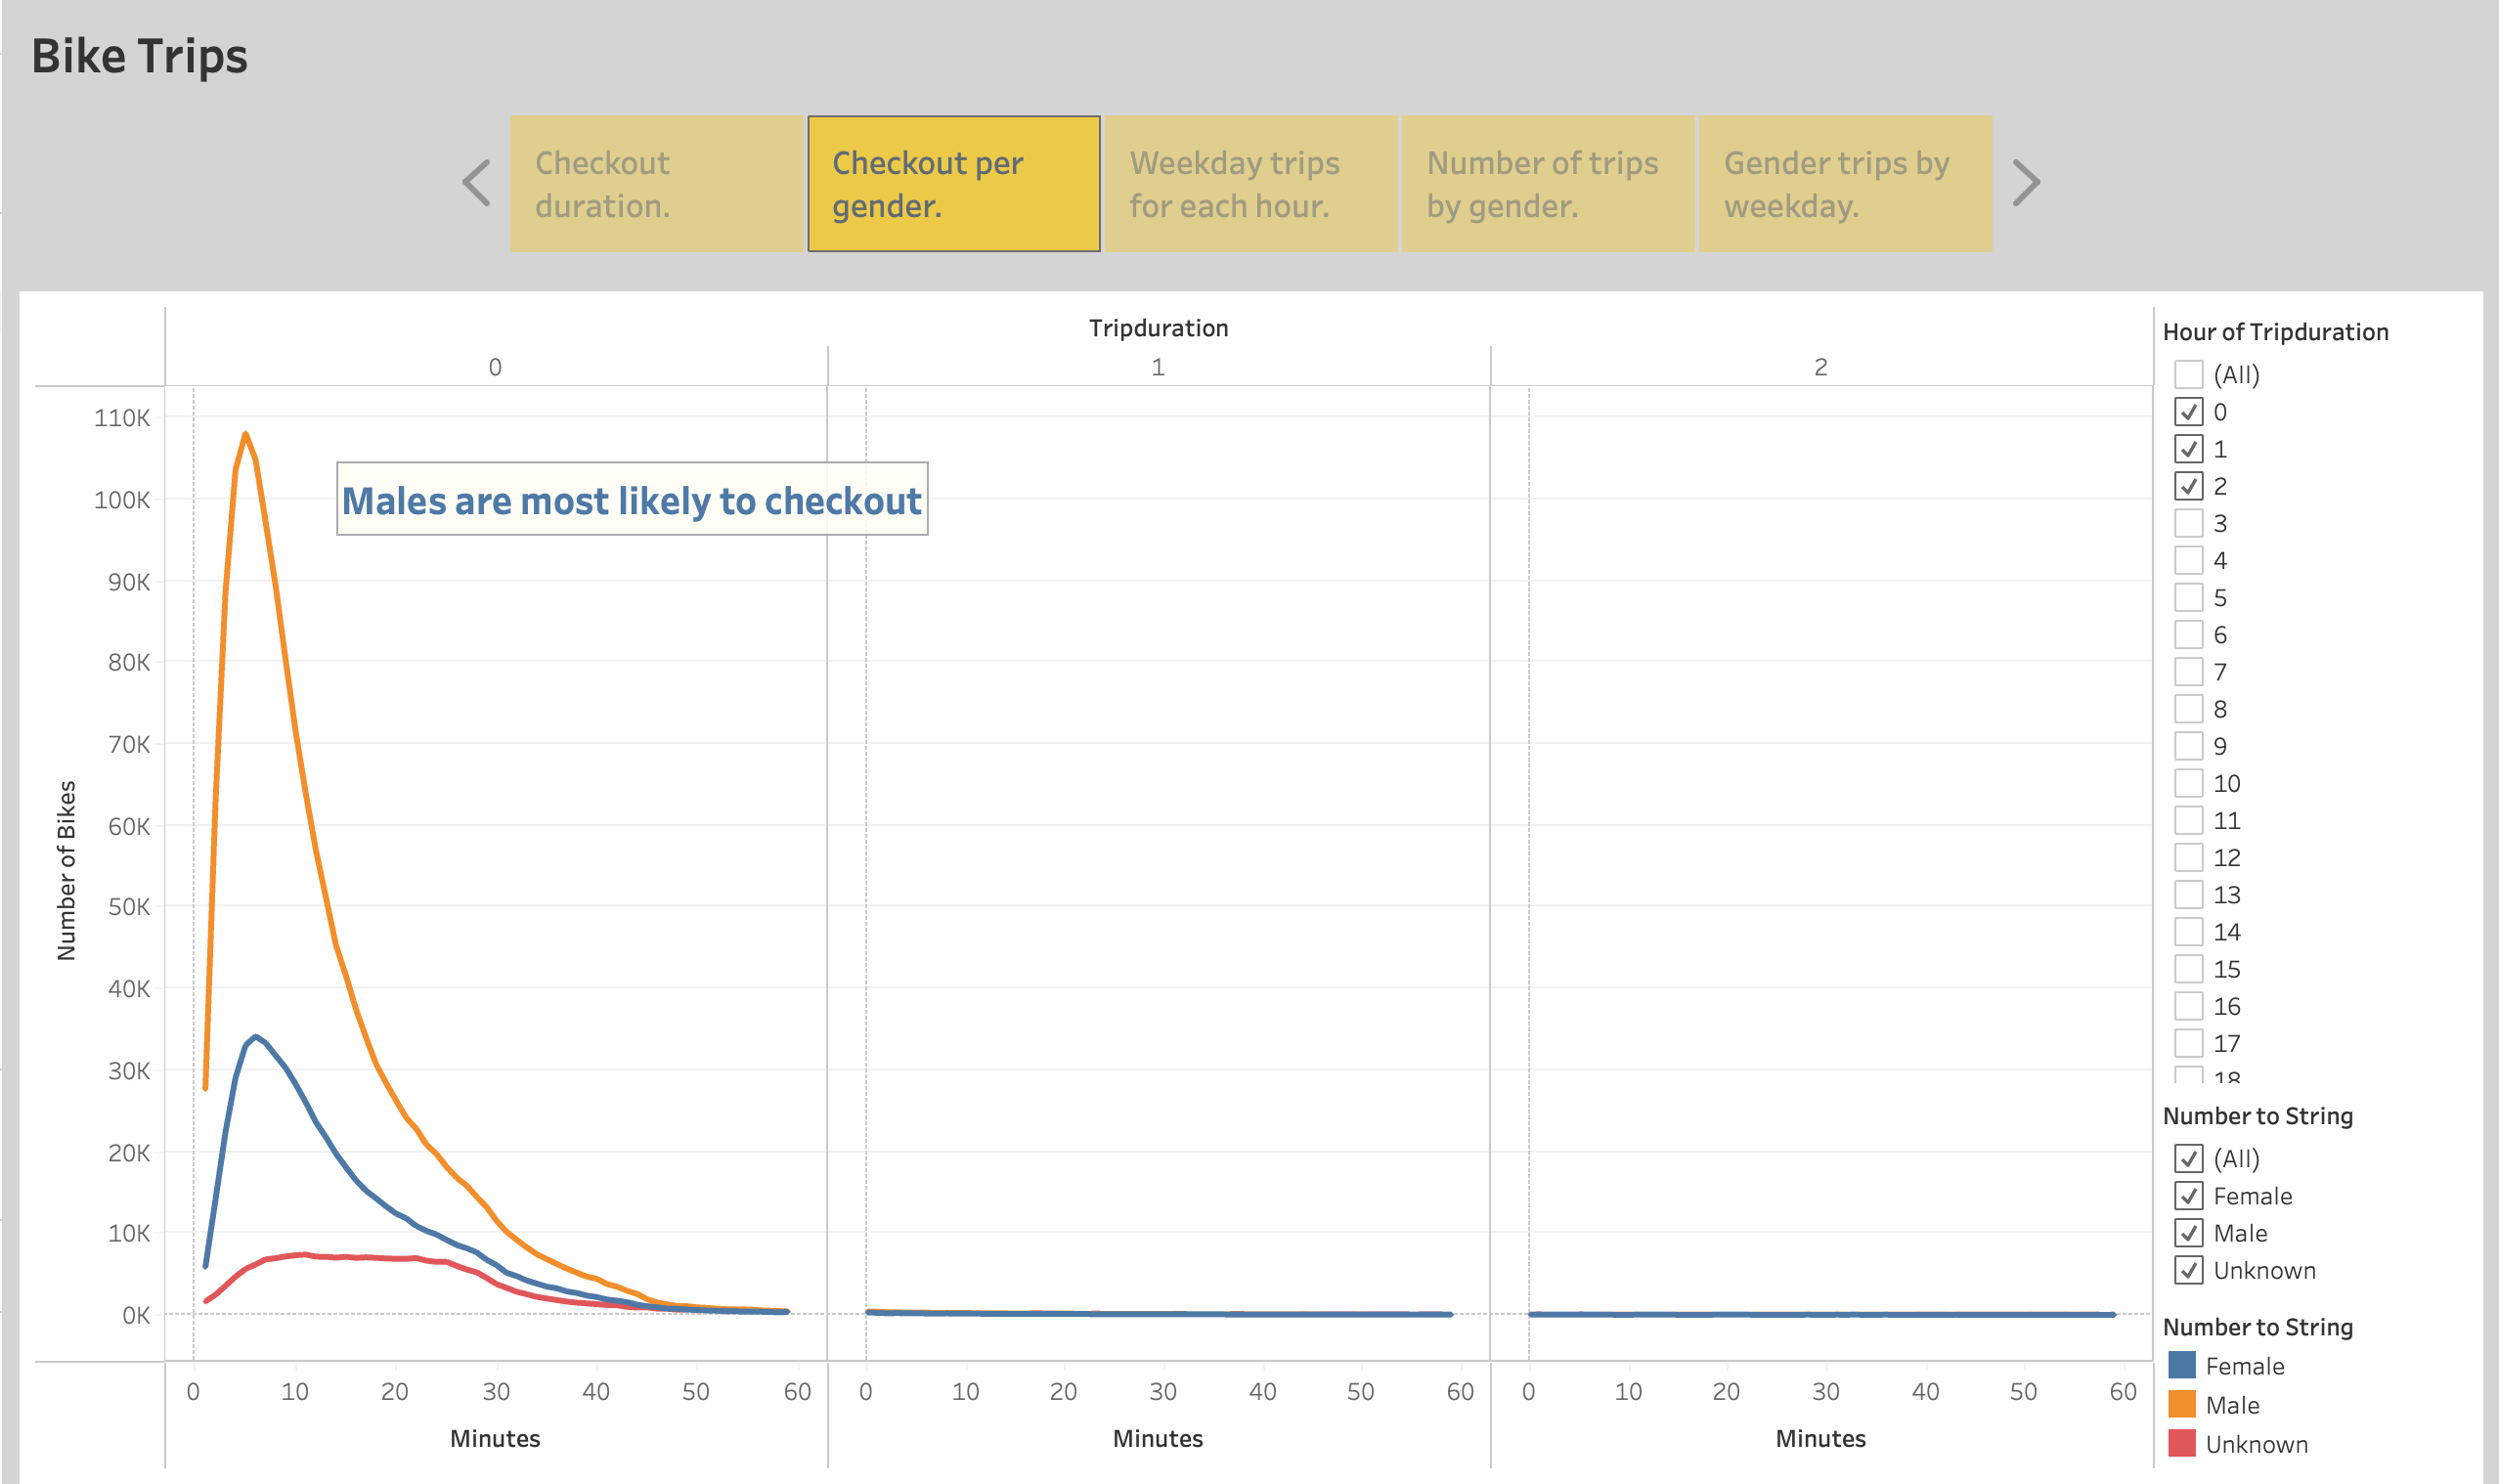 Bike Trips
Checkout
duration.
Checkout per
gender.
Weekday trips
for each hour.
Number of trips
by gender.
Gender trips by
weekday.
Tripduration
0
1
2
110K
100K
90K
80K
70K
60K
50K
40K
30K
20K
10K
0K
Number of Bikes
Males are most likely to checkout
0 10 20 30 40 50 60
0 10 20 30 40 50 60
0 10 20 30 40 50 60
Minutes
Minutes
Minutes
Hour of Tripduration
(All)
0
1
2
3
4
5
6
7
8
9
10
11
12
13
14
15
16
17
18
Number to String
(All)
Female
Male
Unknown
Number to String
Female
Male
Unknown